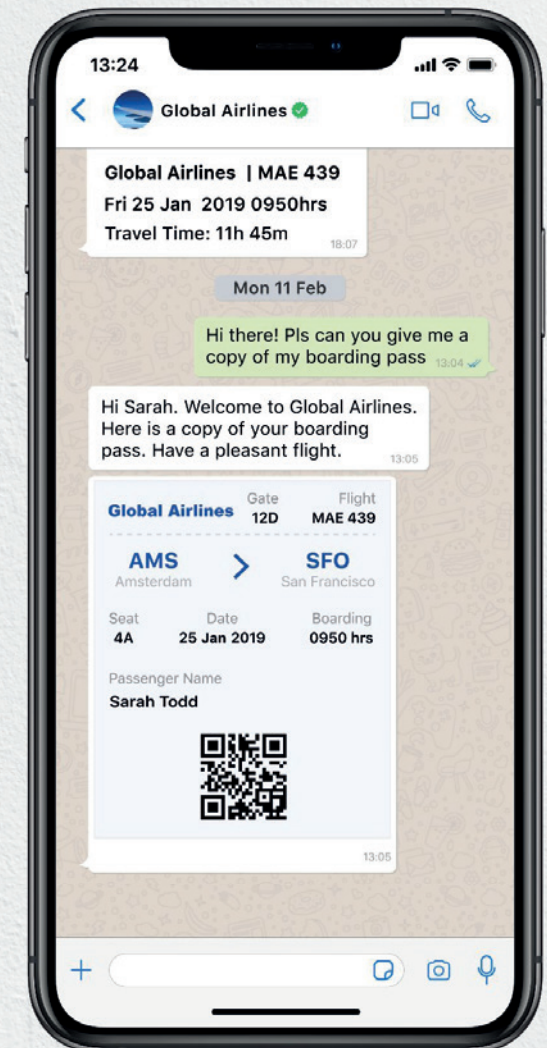 13:24
Global Airlines
Global Airlines | MAE 439
Fri 25 Jan 2019 0950hrs
Travel Time: 11h 45m
18:07
Mon 11 Feb
Hi there! Pls can you give me a
copy of my boarding pass
13:04
Hi Sarah. Welcome to Global Airlines.
Here is a copy of your boarding
pass. Have a pleasant flight.
13:05
Global Airlines
Gate Flight
12D MAE 439
AMS > SFO
Amsterdam San Francisco
Seat Date Boarding
4A 25 Jan 2019 0950 hrs
Passenger Name
Sarah Todd
13:05